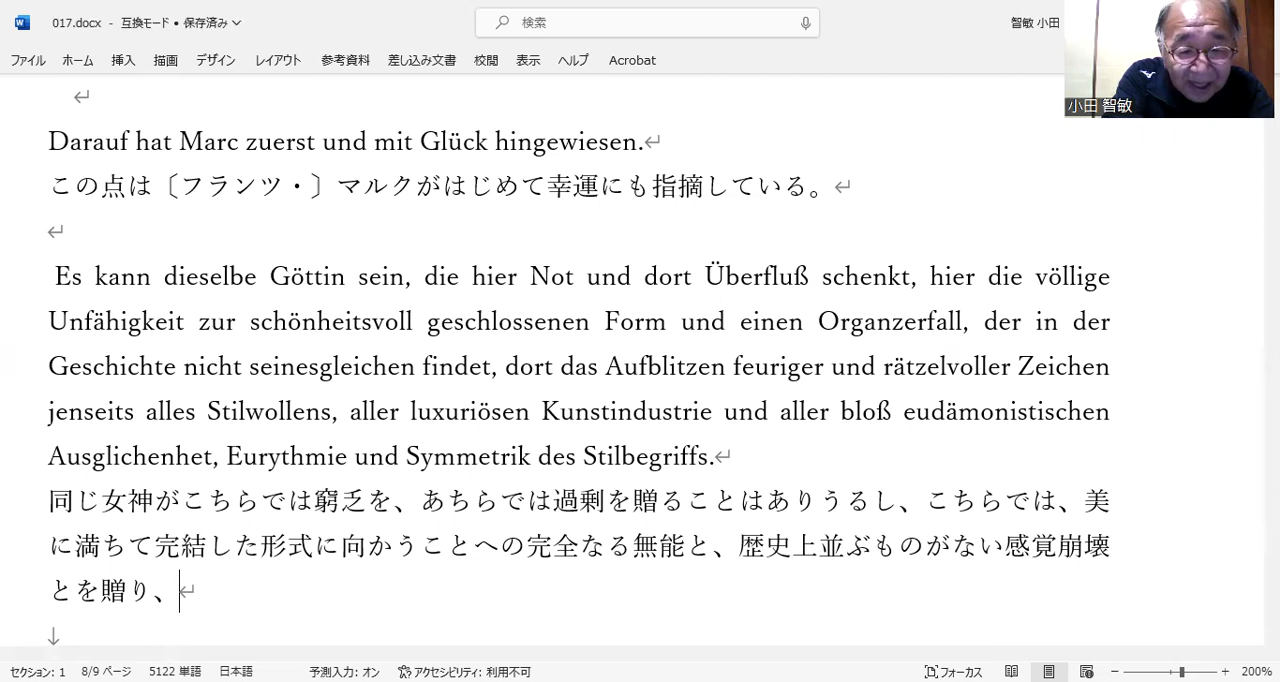 017.docx - 互換モード • 保存済み
検索
智敏 小田
ファイル ホーム 挿入 描画 デザイン レイアウト 参考資料 差し込み文書 校閲 表示 ヘルプ Acrobat
小田 智敏
Darauf hat Marc zuerst und mit Glück hingewiesen.
この点は〔フランツ・〕マルクがはじめて幸運にも指摘している。
Es kann dieselbe Göttin sein, die hier Not und dort Überfluß schenkt, hier die völlige
Unfähigkeit zur schönheitsvoll geschlossenen Form und einen Organzerfall, der in der
Geschichte nicht seinesgleichen findet, dort das Aufblitzen feuriger und rätzelvoller Zeichen
jenseits alles Stilwollens, aller luxuriösen Kunstindustrie und aller bloß eudämonistischen
Ausglichenhet, Eurythmie und Symmetrik des Stilbegriffs.
同じ女神がこちらでは窮乏を、あちらでは過剰を贈ることはありうるし、こちらでは、美
に満ちて完結した形式に向かうことへの完全なる無能と、歴史上並ぶものがない感覚崩壊
とを贈り、
セクション: 1 8/9 ページ 5122 単語 日本語 予測入力: オン アクセシビリティ: 利用不可 フォーカス 200%